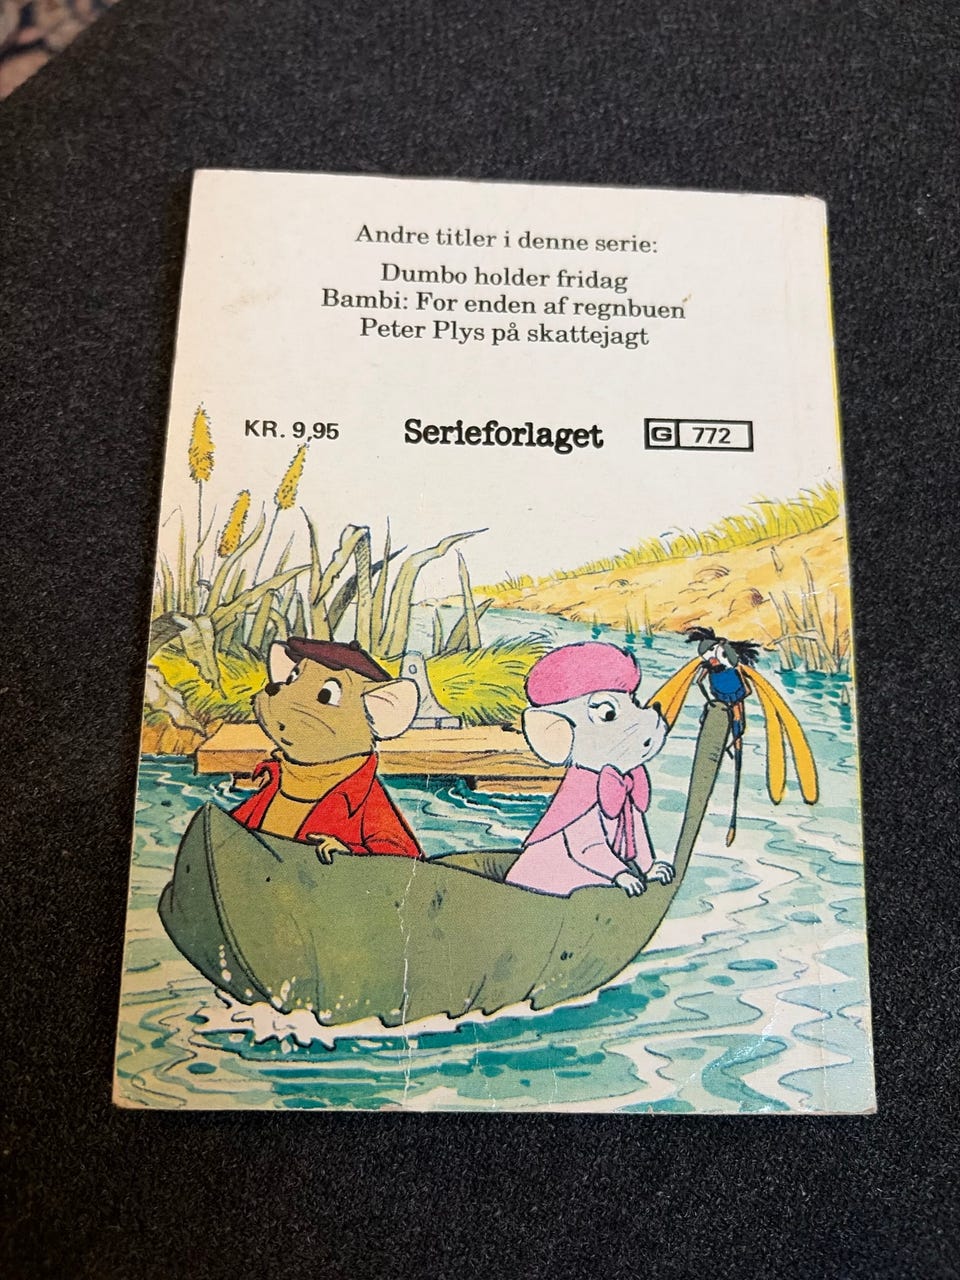 Andre titler i denne serie:
Dumbo holder fridag
Bambi: For enden af regnbuen
Peter Plys på skattejagt
KR. 9,95 Serieforlaget G 772